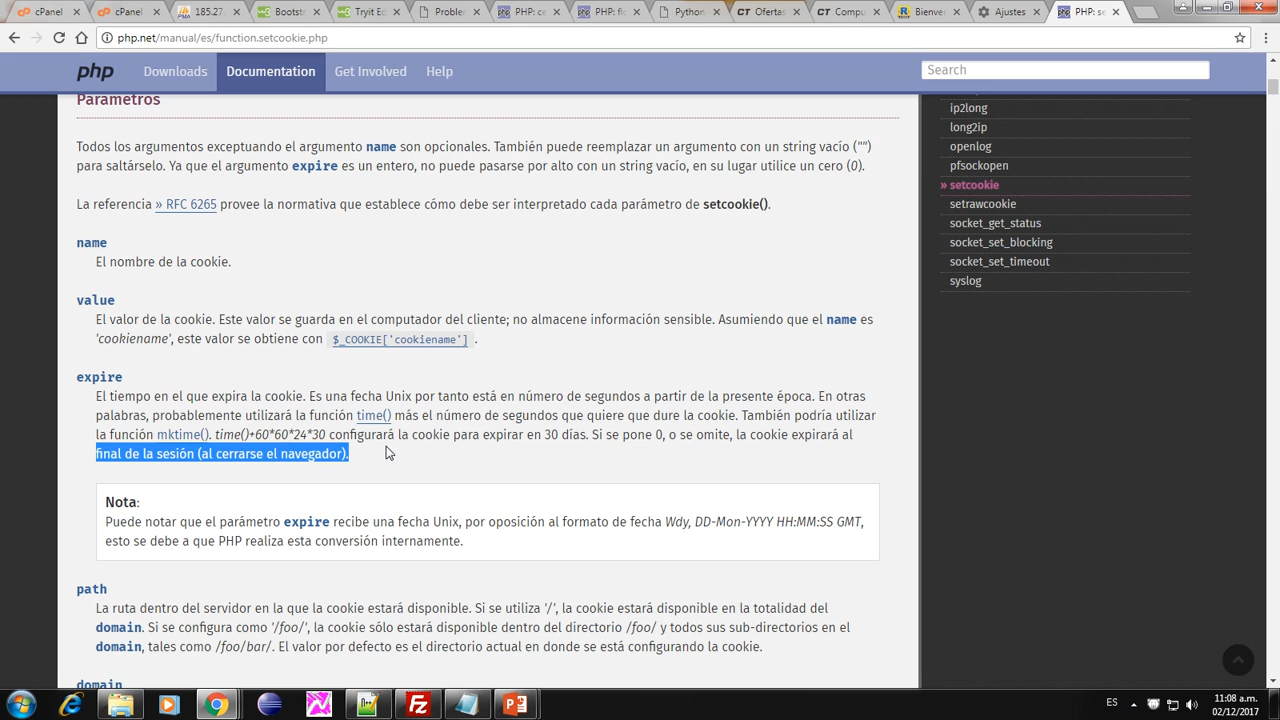 cPanel
cPanel
185.27.
Bootst
Tryit E
Problem
PHP: ce
PHP: fl
Python
Ofertas
Compu
Bienver
Ajustes
PHP: se
php.net/manual/es/function.setcookie.php
php
Downloads
Documentation
Get Involved
Help
Search
Parámetros
Todos los argumentos exceptuando el argumento name son opcionales. También puede reemplazar un argumento con un string vacío ("")
para saltárselo. Ya que el argumento expire es un entero, no puede pasarse por alto con un string vacío, en su lugar utilice un cero (0).
La referencia » RFC 6265 provee la normativa que establece cómo debe ser interpretado cada parámetro de setcookie().
name
El nombre de la cookie.
value
El valor de la cookie. Este valor se guarda en el computador del cliente; no almacene información sensible. Asumiendo que el name es
'cookiename', este valor se obtiene con $_COOKIE['cookiename'] .
expire
El tiempo en el que expira la cookie. Es una fecha Unix por tanto está en número de segundos a partir de la presente época. En otras
palabras, probablemente utilizará la función time() más el número de segundos que quiere que dure la cookie. También podría utilizar
la función mktime(). time()+60*60*24*30 configurará la cookie para expirar en 30 días. Si se pone 0, o se omite, la cookie expirará al
final de la sesión (al cerrarse el navegador).
Nota:
Puede notar que el parámetro expire recibe una fecha Unix, por oposición al formato de fecha Wdy, DD-Mon-YYYY HH:MM:SS GMT,
esto se debe a que PHP realiza esta conversión internamente.
path
La ruta dentro del servidor en la que la cookie estará disponible. Si se utiliza '/', la cookie estará disponible en la totalidad del
domain. Si se configura como '/foo/', la cookie sólo estará disponible dentro del directorio /foo/ y todos sus sub-directorios en el
domain, tales como /foo/bar/. El valor por defecto es el directorio actual en donde se está configurando la cookie.
domain
ip2long
long2ip
openlog
pfsockopen
» setcookie
setrawcookie
socket_get_status
socket_set_blocking
socket_set_timeout
syslog
ES
11:08 a.m.
02/12/2017